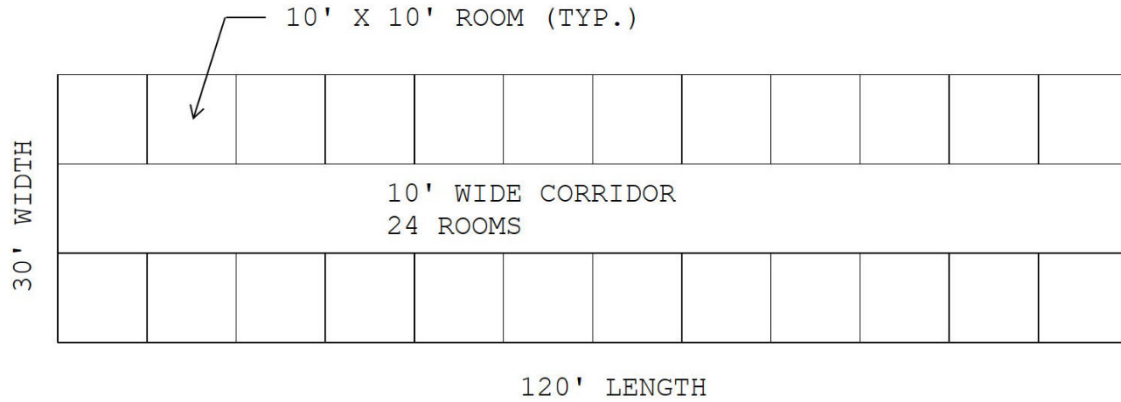 10' X 10' ROOM (TYP.)
30' WIDTH
10' WIDE CORRIDOR
24 ROOMS
120' LENGTH